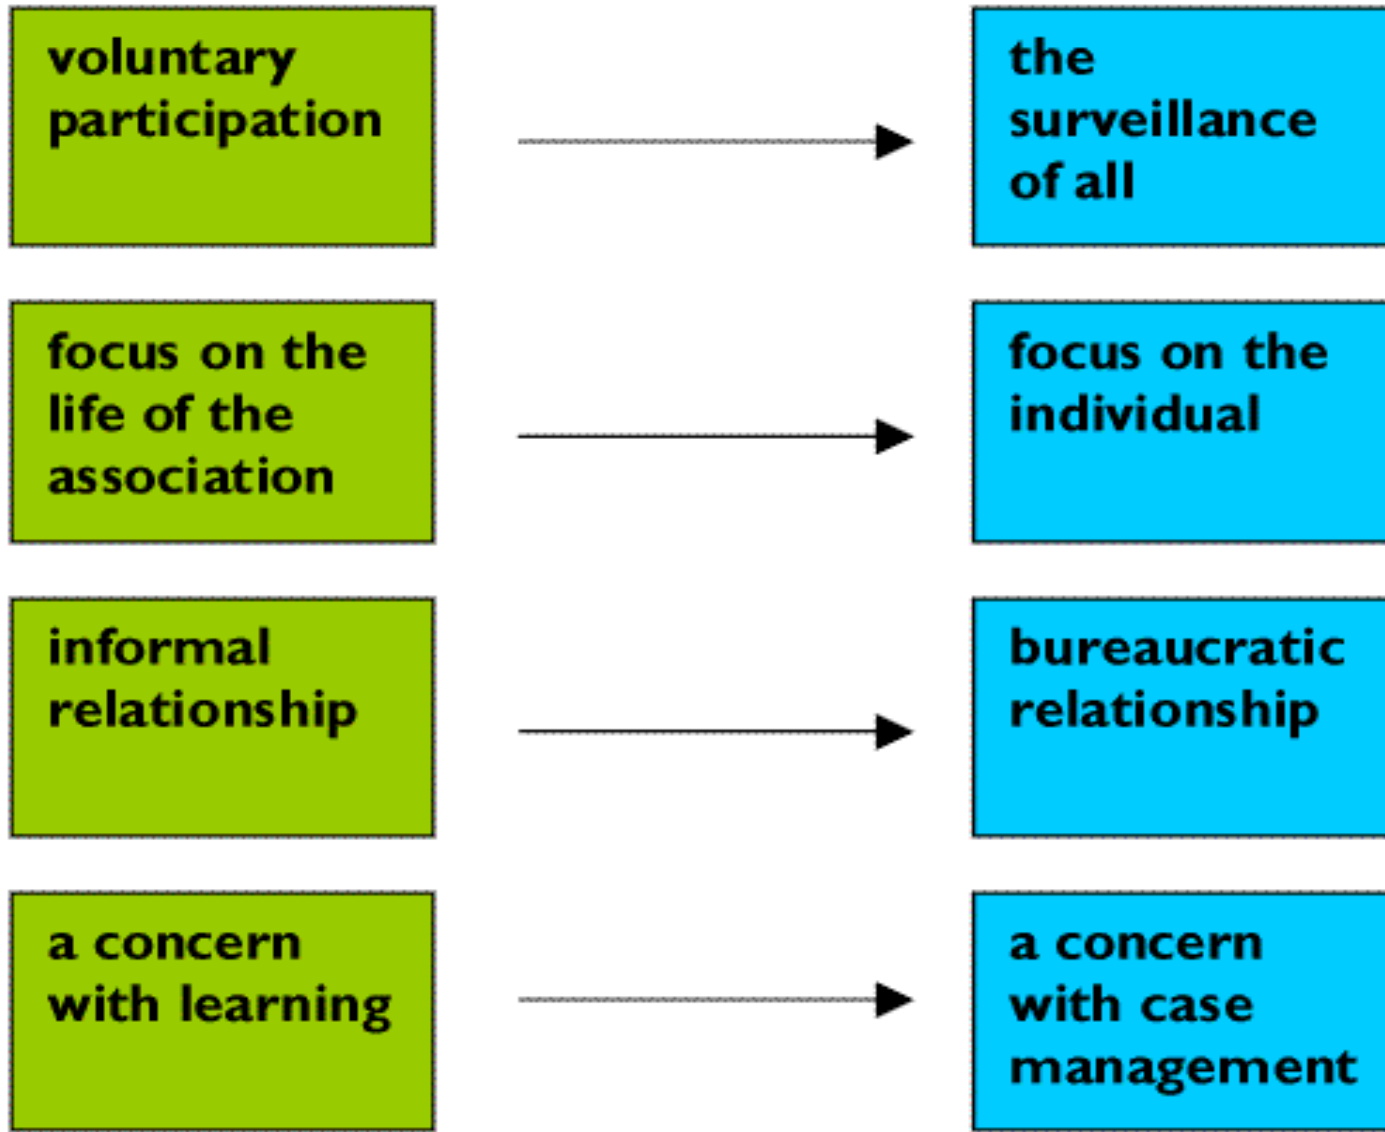 voluntary
participation
the
surveillance
of all
focus on the
life of the
association
focus on the
individual
informal
relationship
bureaucratic
relationship
a concern
with learning
a concern
with case
management